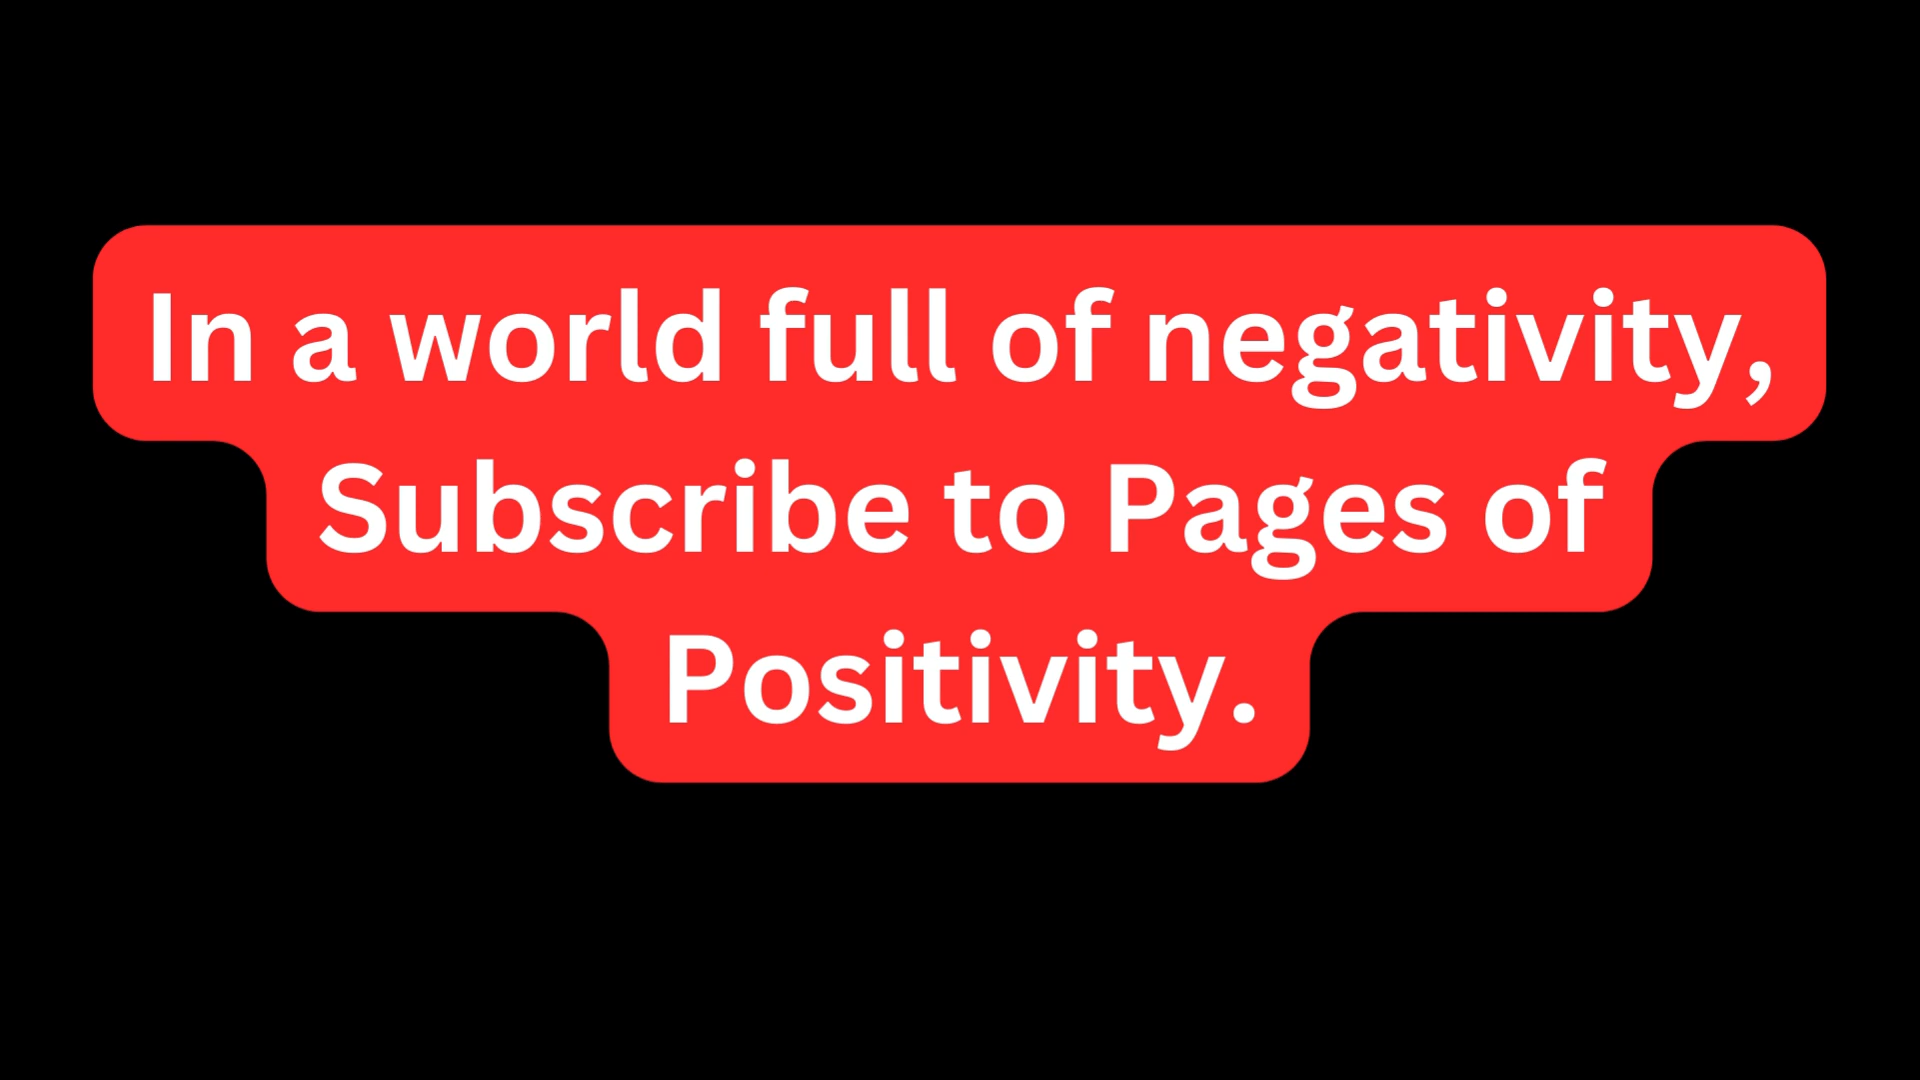 In a world full of negativity,
Subscribe to Pages of
Positivity.